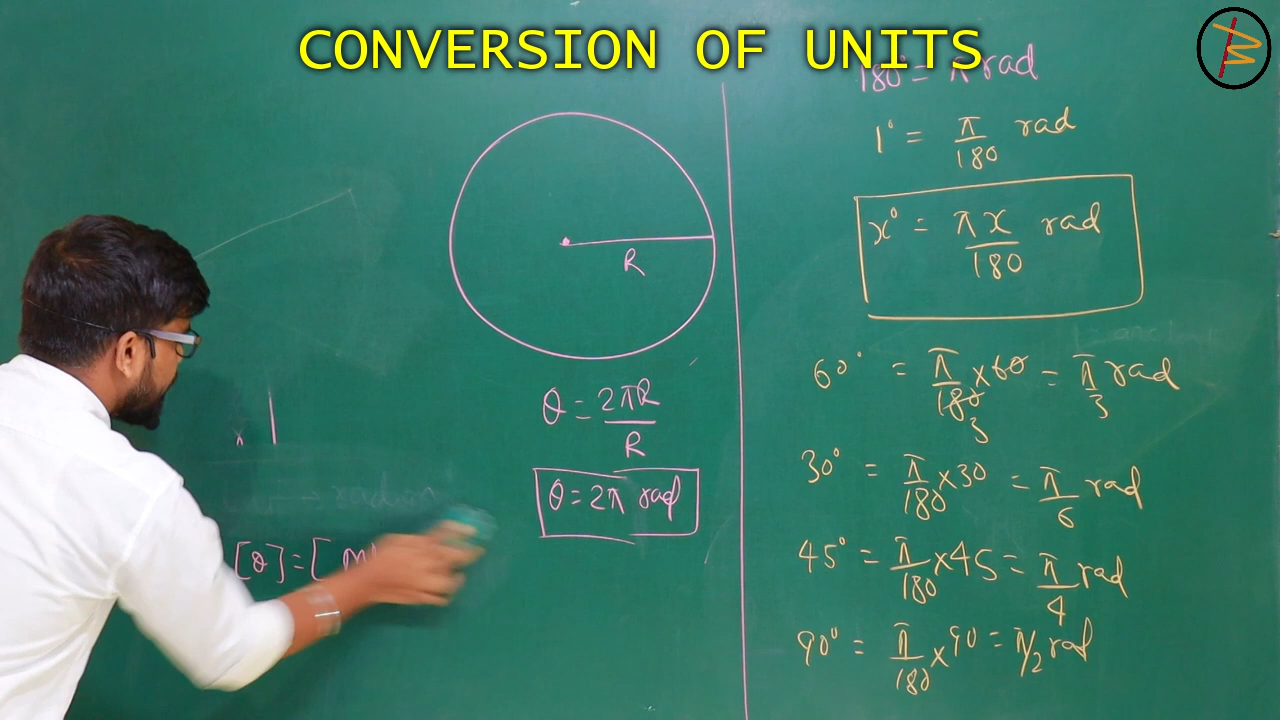 CONVERSION OF UNITS
R
θ = 2πR / R
θ = 2π rad
[θ] = [ M
180° = π rad
1° = π/180 rad
x° = πx/180 rad
60° = π/180 × 60 = π/3 rad
3
30° = π/180 × 30 = π/6 rad
45° = π/180 × 45 = π/4 rad
90° = π/180 × 90 = π/2 rad